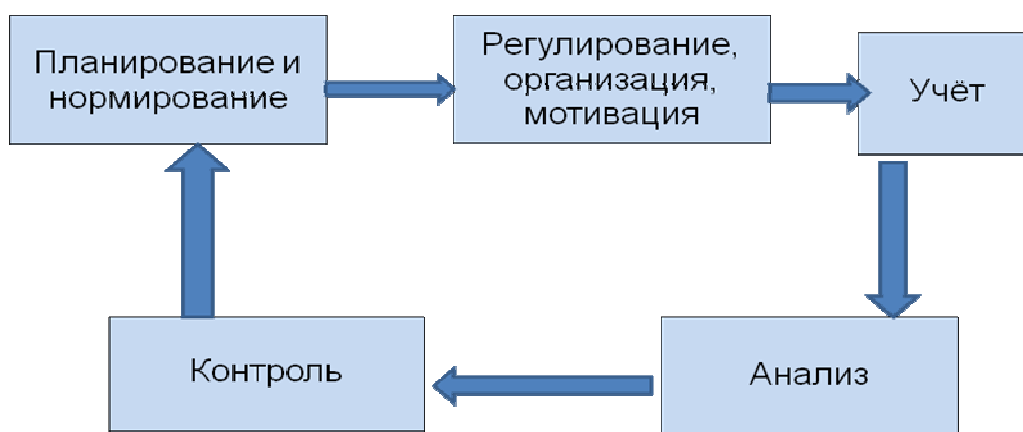 Планирование и
нормирование
Регулирование,
организация,
мотивация
Учёт
Контроль
Анализ